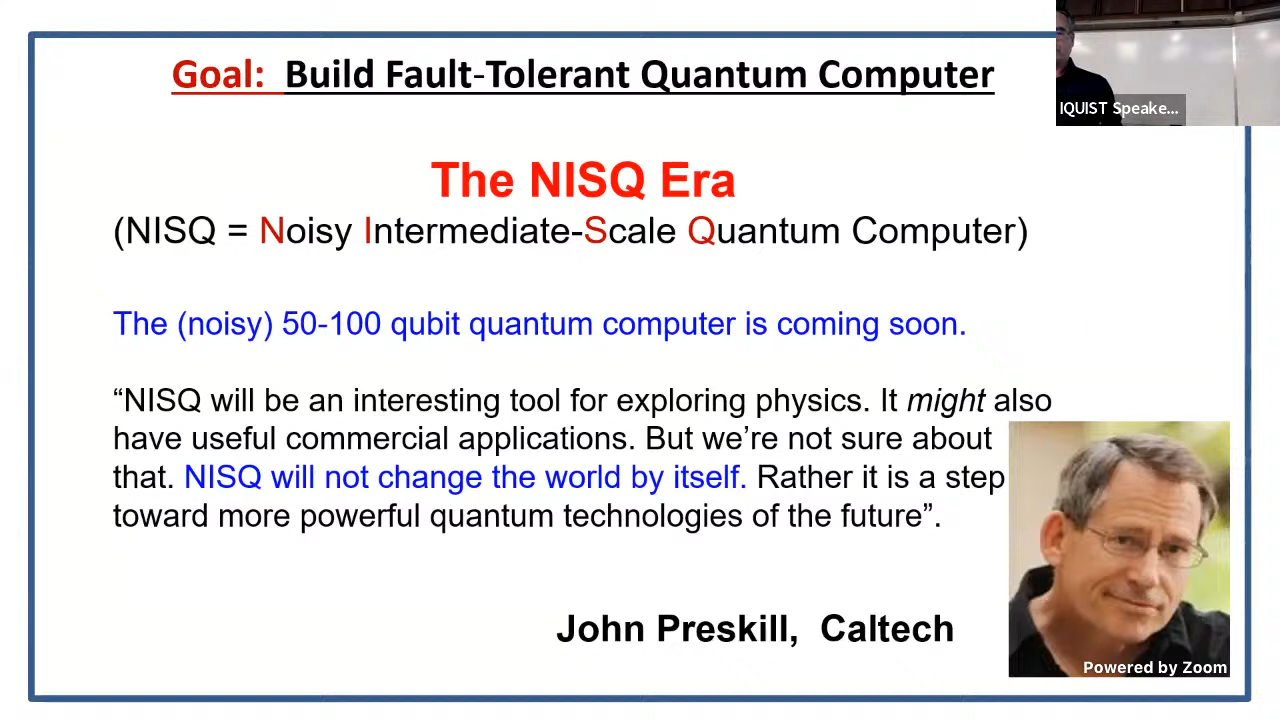 Goal: Build Fault-Tolerant Quantum Computer
IQUIST Speake...
The NISQ Era
(NISQ = Noisy Intermediate-Scale Quantum Computer)
The (noisy) 50-100 qubit quantum computer is coming soon.
“NISQ will be an interesting tool for exploring physics. It might also
have useful commercial applications. But we’re not sure about
that. NISQ will not change the world by itself. Rather it is a step
toward more powerful quantum technologies of the future”.
John Preskill, Caltech
Powered by Zoom